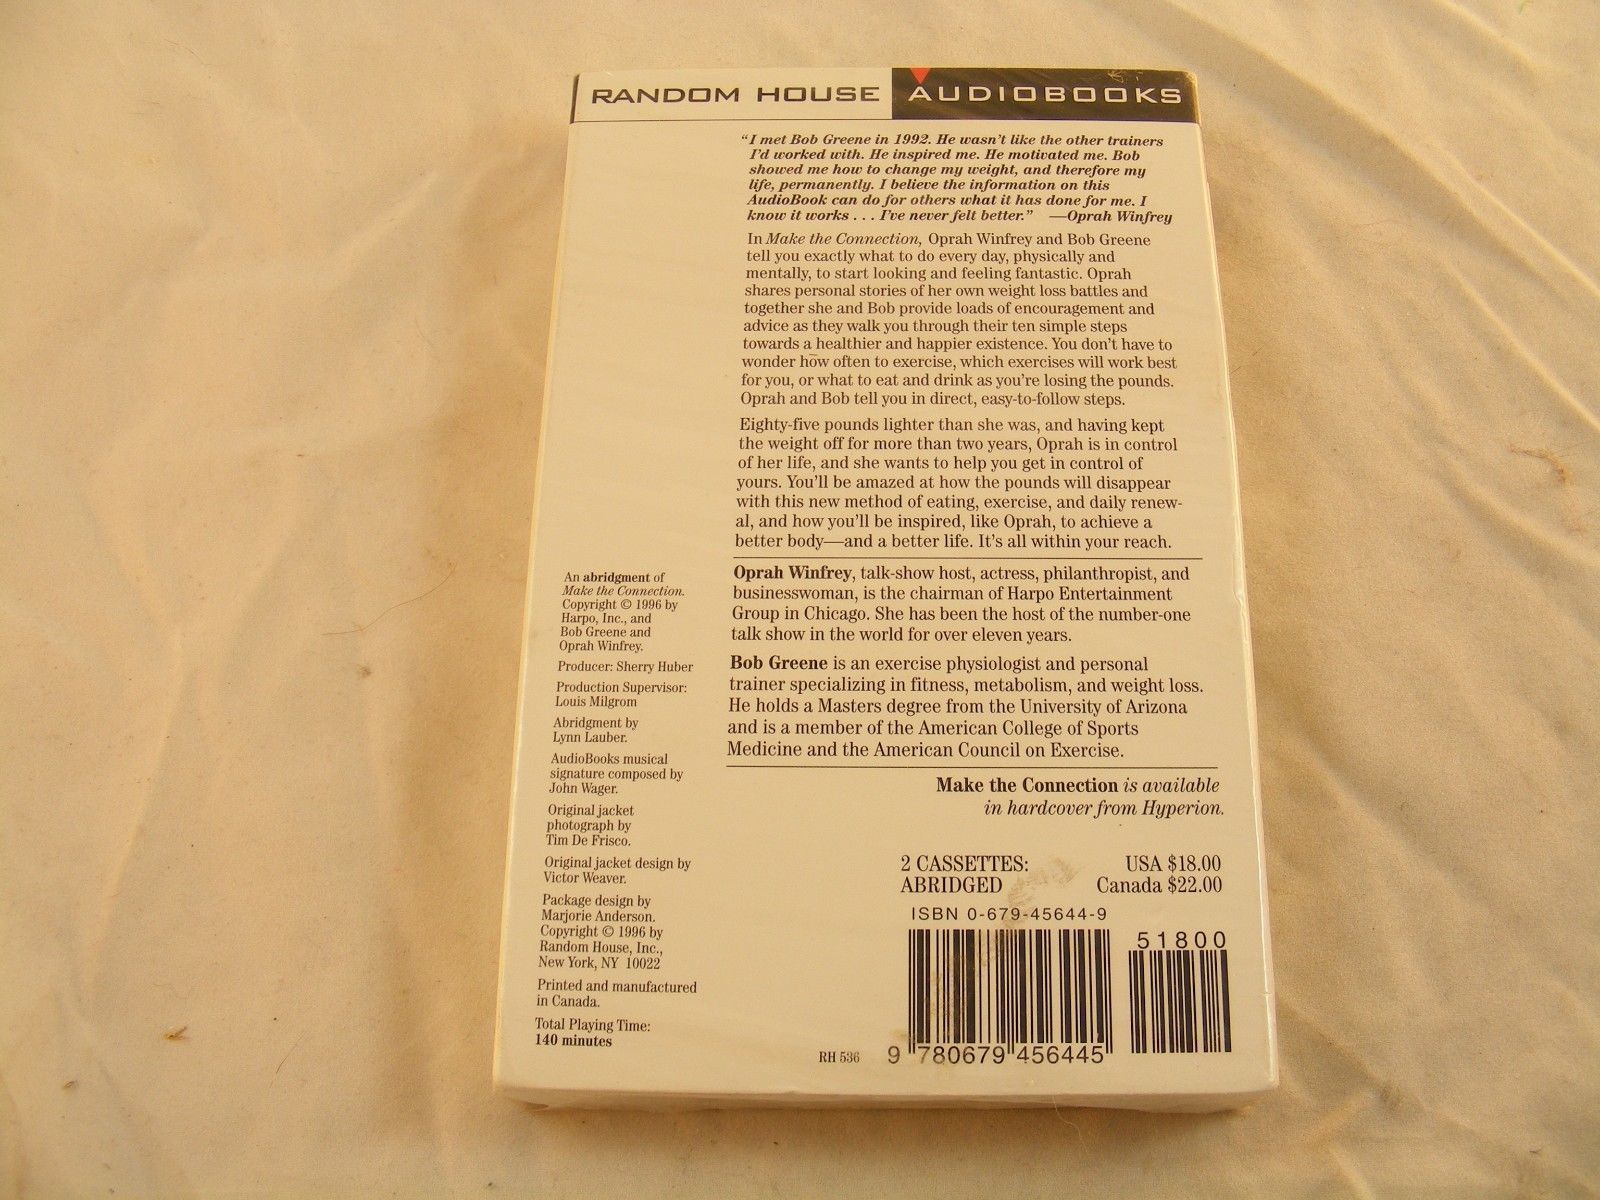 RANDOM HOUSE AUDIOBOOKS
"I met Bob Greene in 1992. He wasn't like the other trainers
I'd worked with. He inspired me. He motivated me. Bob
showed me how to change my weight, and therefore my
life, permanently. I believe the information on this
AudioBook can do for others what it has done for me. I
know it works . . . I've never felt better." —Oprah Winfrey
In Make the Connection, Oprah Winfrey and Bob Greene
tell you exactly what to do every day, physically and
mentally, to start looking and feeling fantastic. Oprah
shares personal stories of her own weight loss battles and
together she and Bob provide loads of encouragement and
advice as they walk you through their ten simple steps
towards a healthier and happier existence. You don't have to
wonder how often to exercise, which exercises will work best
for you, or what to eat and drink as you're losing the pounds.
Oprah and Bob tell you in direct, easy-to-follow steps.
Eighty-five pounds lighter than she was, and having kept
the weight off for more than two years, Oprah is in control
of her life, and she wants to help you get in control of
yours. You'll be amazed at how the pounds will disappear
with this new method of eating, exercise, and daily renew-
al, and how you'll be inspired, like Oprah, to achieve a
better body—and a better life. It's all within your reach.
Oprah Winfrey, talk-show host, actress, philanthropist, and
businesswoman, is the chairman of Harpo Entertainment
Group in Chicago. She has been the host of the number-one
talk show in the world for over eleven years.
Bob Greene is an exercise physiologist and personal
trainer specializing in fitness, metabolism, and weight loss.
He holds a Masters degree from the University of Arizona
and is a member of the American College of Sports
Medicine and the American Council on Exercise.
Make the Connection is available
in hardcover from Hyperion.
An abridgment of
Make the Connection.
Copyright © 1996 by
Harpo, Inc., and
Bob Greene and
Oprah Winfrey.
Producer: Sherry Huber
Production Supervisor:
Louis Milgrom
Abridgment by
Lynn Lauber.
AudioBooks musical
signature composed by
John Wager.
Original jacket
photograph by
Tim De Frisco.
Original jacket design by
Victor Weaver.
Package design by
Marjorie Anderson.
Copyright © 1996 by
Random House, Inc.,
New York, NY 10022
Printed and manufactured
in Canada.
Total Playing Time:
140 minutes
2 CASSETTES: USA $18.00
ABRIDGED Canada $22.00
ISBN 0-679-45644-9
51800
RH 536
9 780679 456445